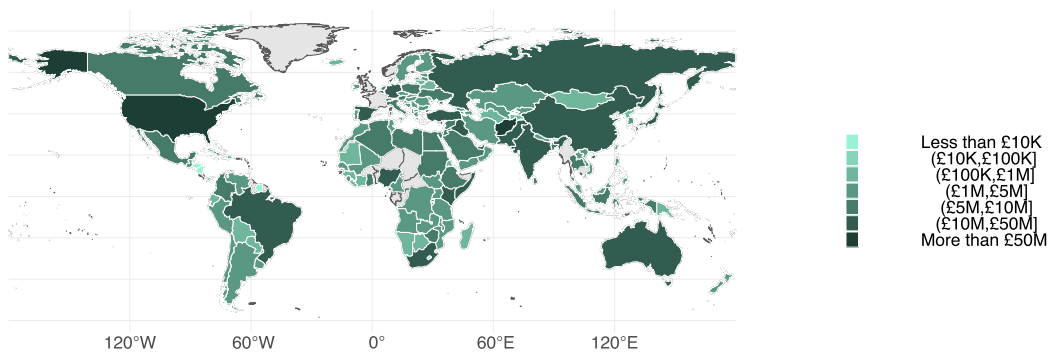 Less than £10K
(£10K,£100K]
(£100K,£1M]
(£1M,£5M]
(£5M,£10M]
(£10M,£50M]
More than £50M
120°W 60°W 0° 60°E 120°E